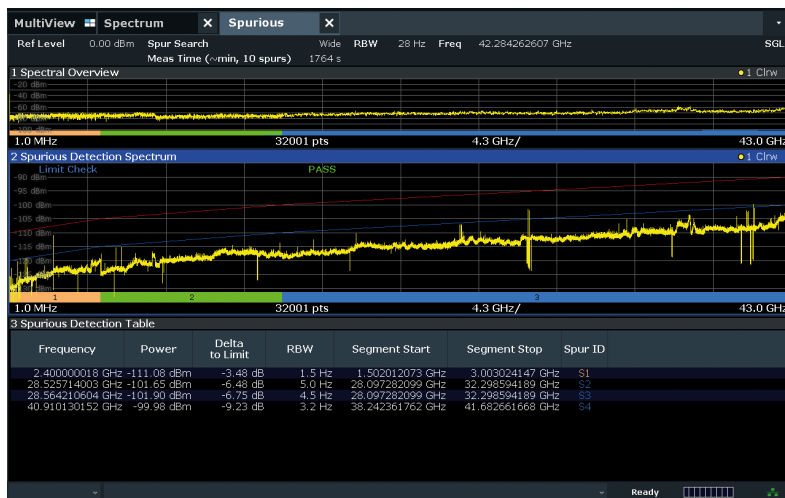 MultiView Spectrum X Spurious X
Ref Level 0.00 dBm Spur Search Wide RBW 28 Hz Freq 42.284262607 GHz SGL
Meas Time (~min, 10 spurs) 1764 s
1 Spectral Overview 1 Clrw
-20 dBm
-40 dBm
-60 dBm
1.0 MHz 32001 pts 4.3 GHz/ 43.0 GHz
2 Spurious Detection Spectrum 1 Clrw
Limit Check PASS
-90 dBm
-95 dBm
-100 dBm
-105 dBm
-110 dBm
-115 dBm
1 2 3
1.0 MHz 32001 pts 4.3 GHz/ 43.0 GHz
3 Spurious Detection Table
Frequency Power Delta to Limit RBW Segment Start Segment Stop Spur ID
2.400000018 GHz -111.08 dBm -3.48 dB 1.5 Hz 1.502012073 GHz 3.003024147 GHz S1
28.525714003 GHz -101.65 dBm -6.48 dB 5.0 Hz 28.097282099 GHz 32.298594189 GHz S2
28.564210604 GHz -101.90 dBm -6.75 dB 4.5 Hz 28.097282099 GHz 32.298594189 GHz S3
40.910130152 GHz -99.98 dBm -9.23 dB 3.2 Hz 38.242361762 GHz 41.682661668 GHz S4
Ready